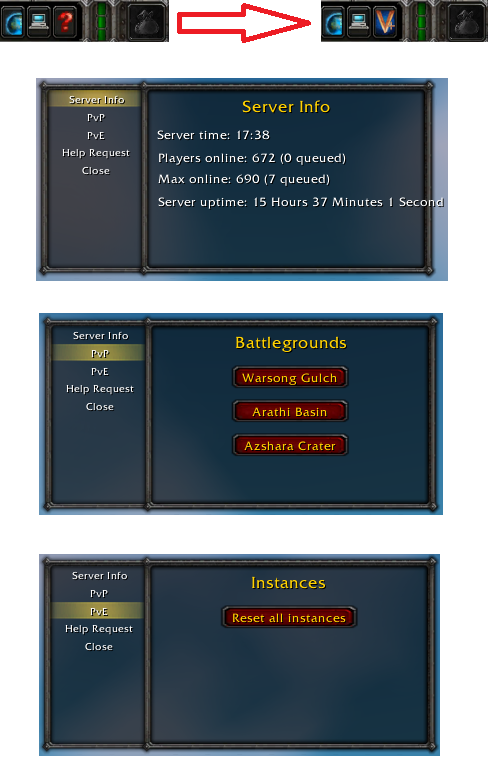 ?
V
Server Info
PvP
PvE
Help Request
Close
Server Info
Server time: 17:38
Players online: 672 (0 queued)
Max online: 690 (7 queued)
Server uptime: 15 Hours 37 Minutes 1 Second
Server Info
PvP
PvE
Help Request
Close
Battlegrounds
Warsong Gulch
Arathi Basin
Azshara Crater
Server Info
PvP
PvE
Help Request
Close
Instances
Reset all instances